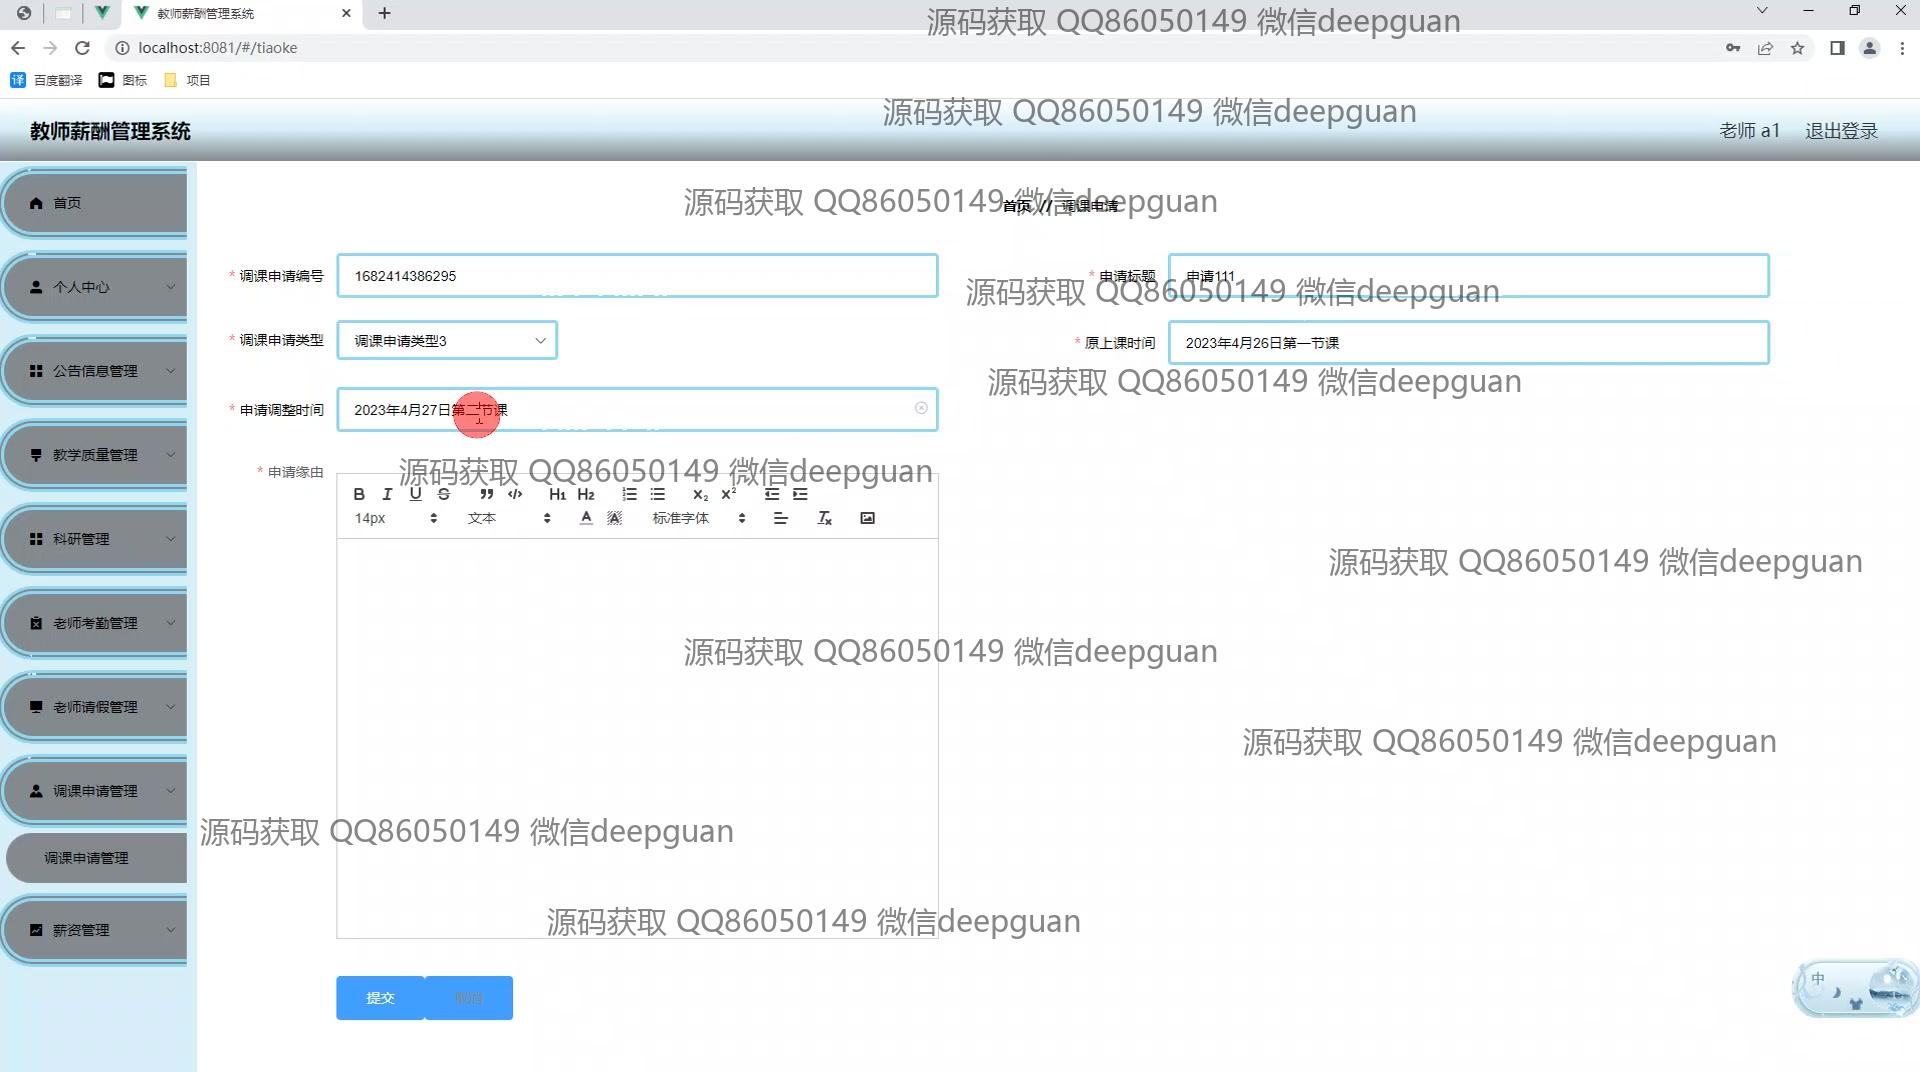 教师薪酬管理系统
源码获取 QQ86050149 微信deepguan
localhost:8081/#/tiaoke
百度翻译 图标 项目
源码获取 QQ86050149 微信deepguan
教师薪酬管理系统
老师 a1 退出登录
首页
源码获取 QQ86050149 微信deepguan
首页 // 调课申请
个人中心
* 调课申请编号 1682414386295
* 申请标题 申请111
源码获取 QQ86050149 微信deepguan
* 调课申请类型 调课申请类型3
* 原上课时间 2023年4月26日第一节课
公告信息管理
源码获取 QQ86050149 微信deepguan
* 申请调整时间 2023年4月27日第二节课
教学质量管理
* 申请缘由
源码获取 QQ86050149 微信deepguan
B I U S H1 H2 X2 X2
14px 文本 A A 标准字体 Tx
科研管理
源码获取 QQ86050149 微信deepguan
老师考勤管理
源码获取 QQ86050149 微信deepguan
老师请假管理
源码获取 QQ86050149 微信deepguan
调课申请管理
源码获取 QQ86050149 微信deepguan
调课申请管理
薪资管理
源码获取 QQ86050149 微信deepguan
提交 取消
中